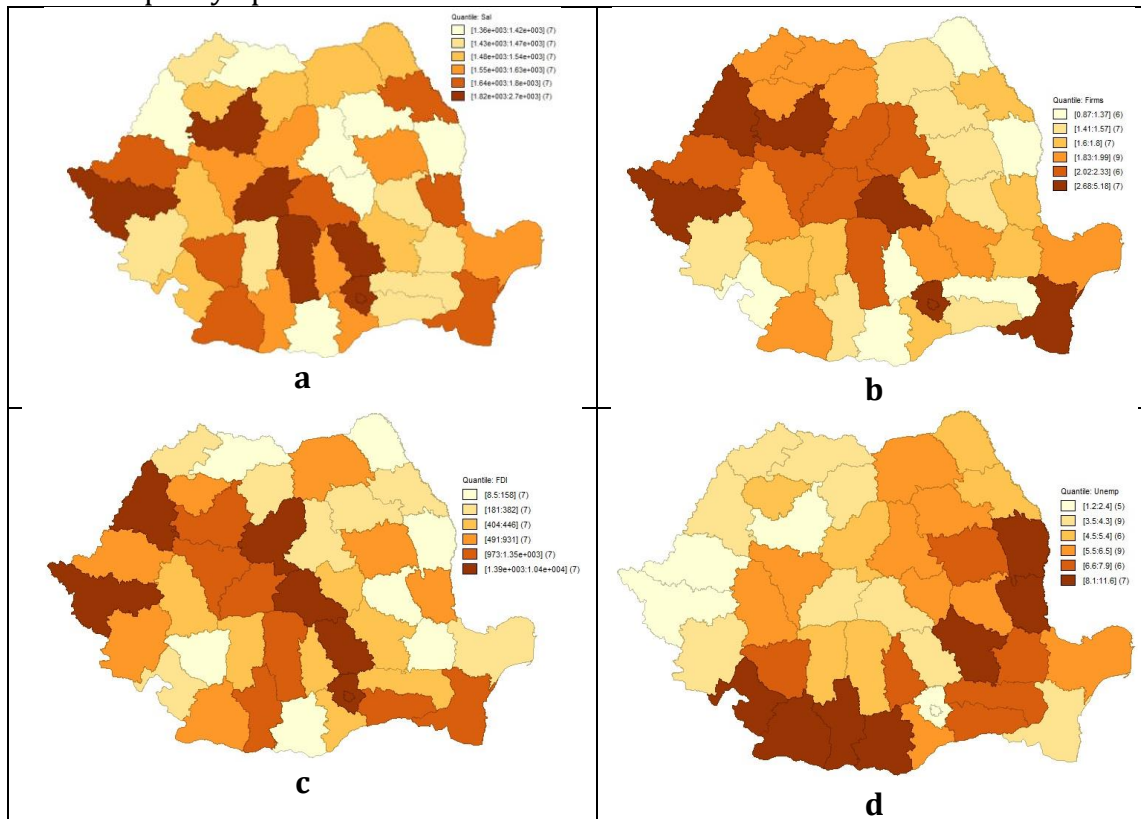 Quantile: Sal
[1.36e+003:1.42e+003] (7)
[1.43e+003:1.47e+003] (7)
[1.48e+003:1.54e+003] (7)
[1.55e+003:1.63e+003] (7)
[1.64e+003:1.8e+003] (7)
[1.82e+003:2.7e+003] (7)
a
Quantile: Firms
[0.87:1.37] (6)
[1.41:1.57] (7)
[1.6:1.8] (7)
[1.83:1.99] (9)
[2.02:2.33] (6)
[2.68:5.18] (7)
b
Quantile: FDI
[8.5:158] (7)
[181:382] (7)
[404:446] (7)
[491:931] (7)
[973:1.35e+003] (7)
[1.39e+003:1.04e+004] (7)
c
Quantile: Unemp
[1.2:2.4] (5)
[3.5:4.3] (9)
[4.5:5.4] (6)
[5.5:6.5] (9)
[6.6:7.9] (6)
[8.1:11.6] (7)
d